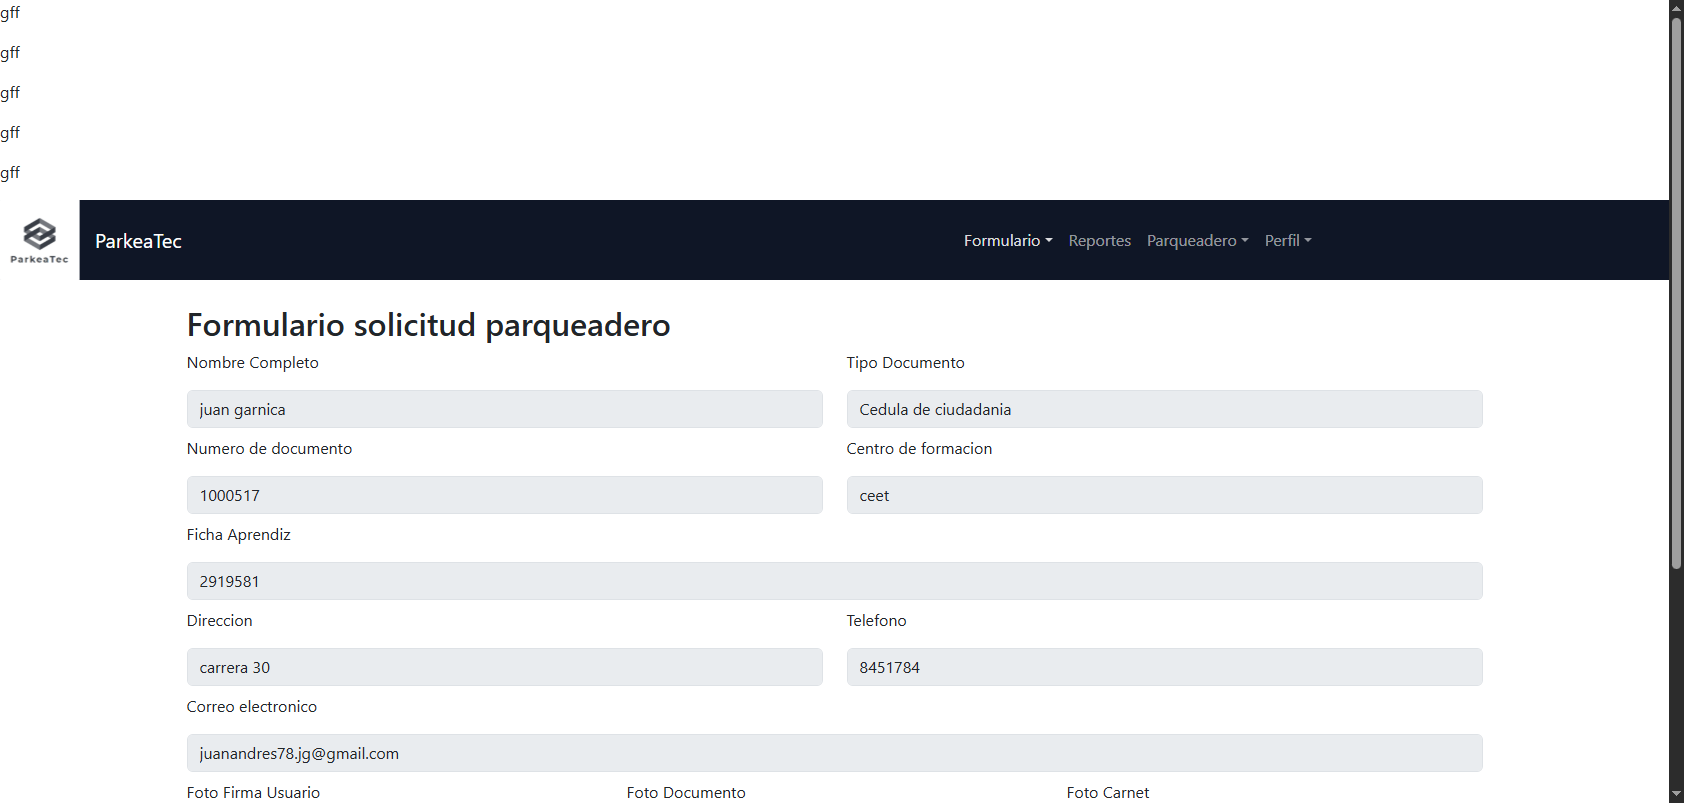 gff
gff
gff
gff
gff
ParkeaTec
ParkeaTec
Formulario
Reportes
Parqueadero
Perfil
Formulario solicitud parqueadero
Nombre Completo
Tipo Documento
juan garnica
Cedula de ciudadania
Numero de documento
Centro de formacion
1000517
ceet
Ficha Aprendiz
2919581
Direccion
Telefono
carrera 30
8451784
Correo electronico
juanandres78.jg@gmail.com
Foto Firma Usuario
Foto Documento
Foto Carnet